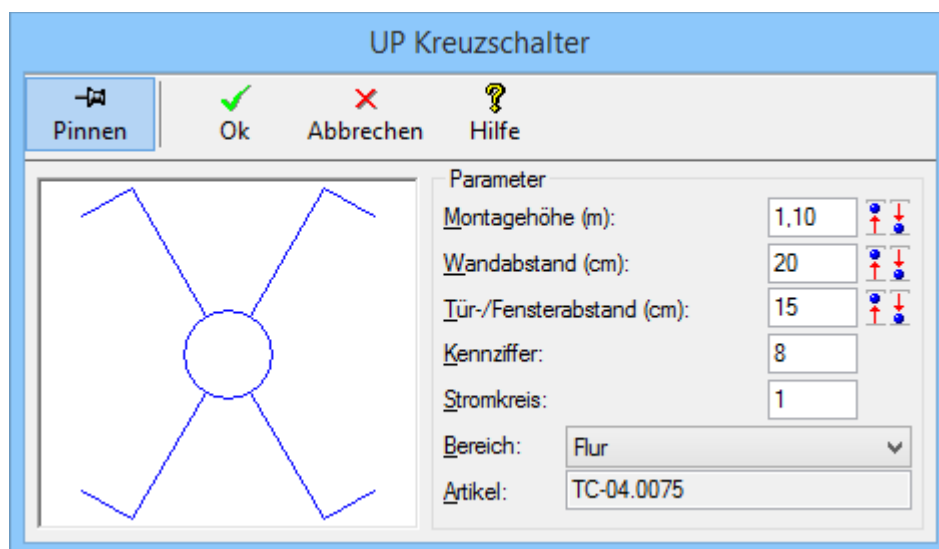 UP Kreuzschalter
Pinnen Ok Abbrechen Hilfe
Parameter
Montagehöhe (m): 1,10
Wandabstand (cm): 20
Tür-/Fensterabstand (cm): 15
Kennziffer: 8
Stromkreis: 1
Bereich: Flur
Artikel: TC-04.0075